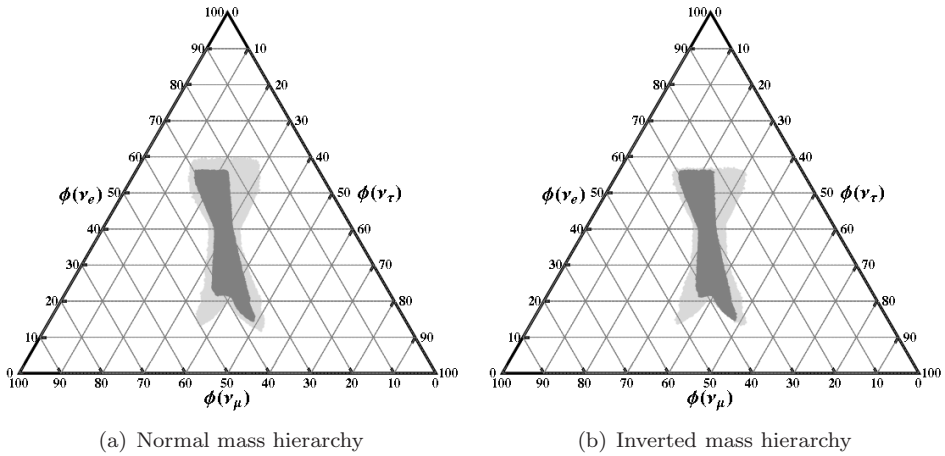 100 0 100 0
90 10 90 10
80 20 80 20
70 30 70 30
60 40 60 40
ϕ(νe) 50 50 ϕ(ντ) ϕ(νe) 50 50 ϕ(ντ)
40 60 40 60
30 70 30 70
20 80 20 80
10 90 10 90
0 100 0 100
100 90 80 70 60 50 40 30 20 10 0 100 90 80 70 60 50 40 30 20 10 0
ϕ(νμ) ϕ(νμ)
(a) Normal mass hierarchy (b) Inverted mass hierarchy